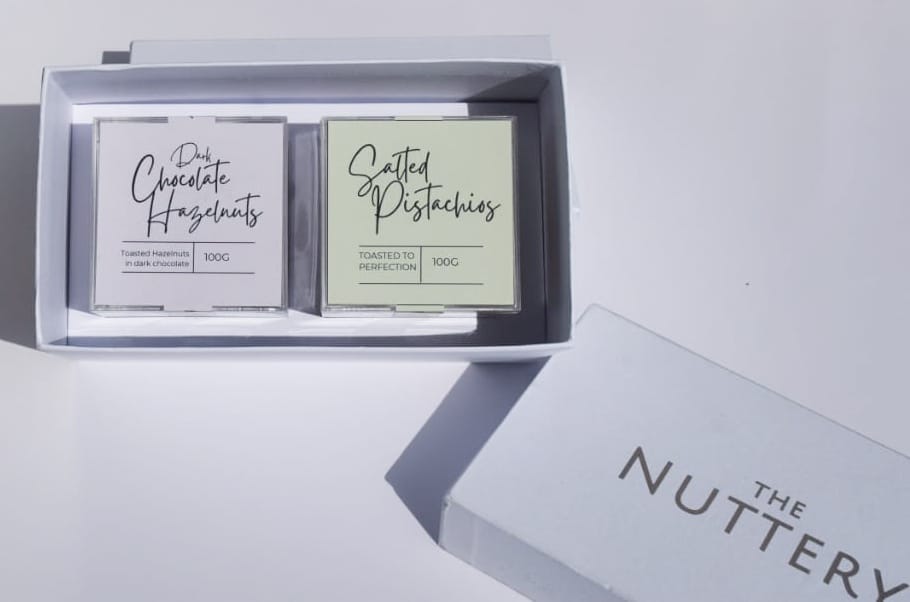 Dark
Chocolate
Hazelnuts
Toasted Hazelnuts
in dark chocolate
100G
Salted
Pistachios
TOASTED TO
PERFECTION
100G
THE
NUTTERY